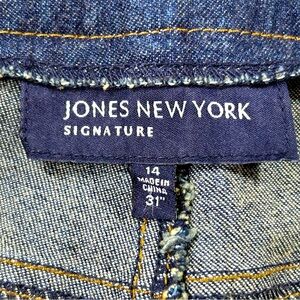 JONES NEW YORK
SIGNATURE
14
MADE IN
CHINA
31"